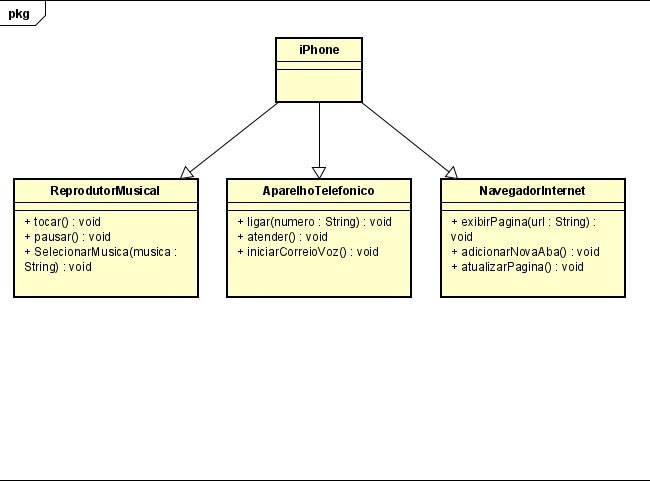 pkg
iPhone
ReprodutorMusical
+ tocar() : void
+ pausar() : void
+ SelecionarMusica(musica :
String) : void
AparelhoTelefonico
+ ligar(numero : String) : void
+ atender() : void
+ iniciarCorreioVoz() : void
NavegadorInternet
+ exibirPagina(url : String) :
void
+ adicionarNovaAba() : void
+ atualizarPagina() : void